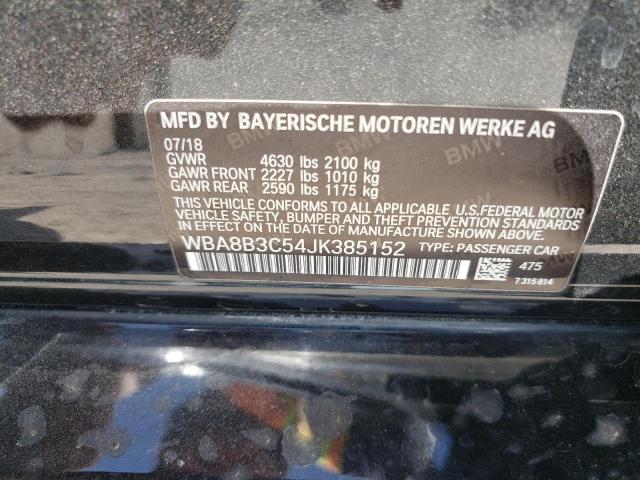 MFD BY BAYERISCHE MOTOREN WERKE AG
07/18
GVWR 4630 lbs 2100 kg
GAWR FRONT 2227 lbs 1010 kg
GAWR REAR 2590 lbs 1175 kg
THIS VEHICLE CONFORMS TO ALL APPLICABLE U.S.FEDERAL MOTOR
VEHICLE SAFETY, BUMPER AND THEFT PREVENTION STANDARDS
IN EFFECT ON THE DATE OF MANUFACTURE SHOWN ABOVE.
WBA8B3C54JK385152 TYPE: PASSENGER CAR
475
7315814